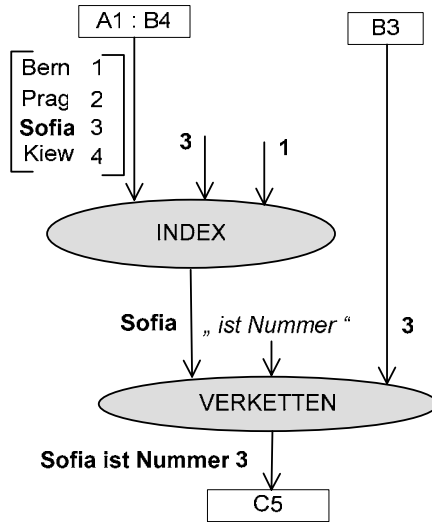 A1 : B4
B3
Bern 1
Prag 2
Sofia 3
Kiew 4
3
1
INDEX
Sofia
„ ist Nummer “
3
VERKETTEN
Sofia ist Nummer 3
C5